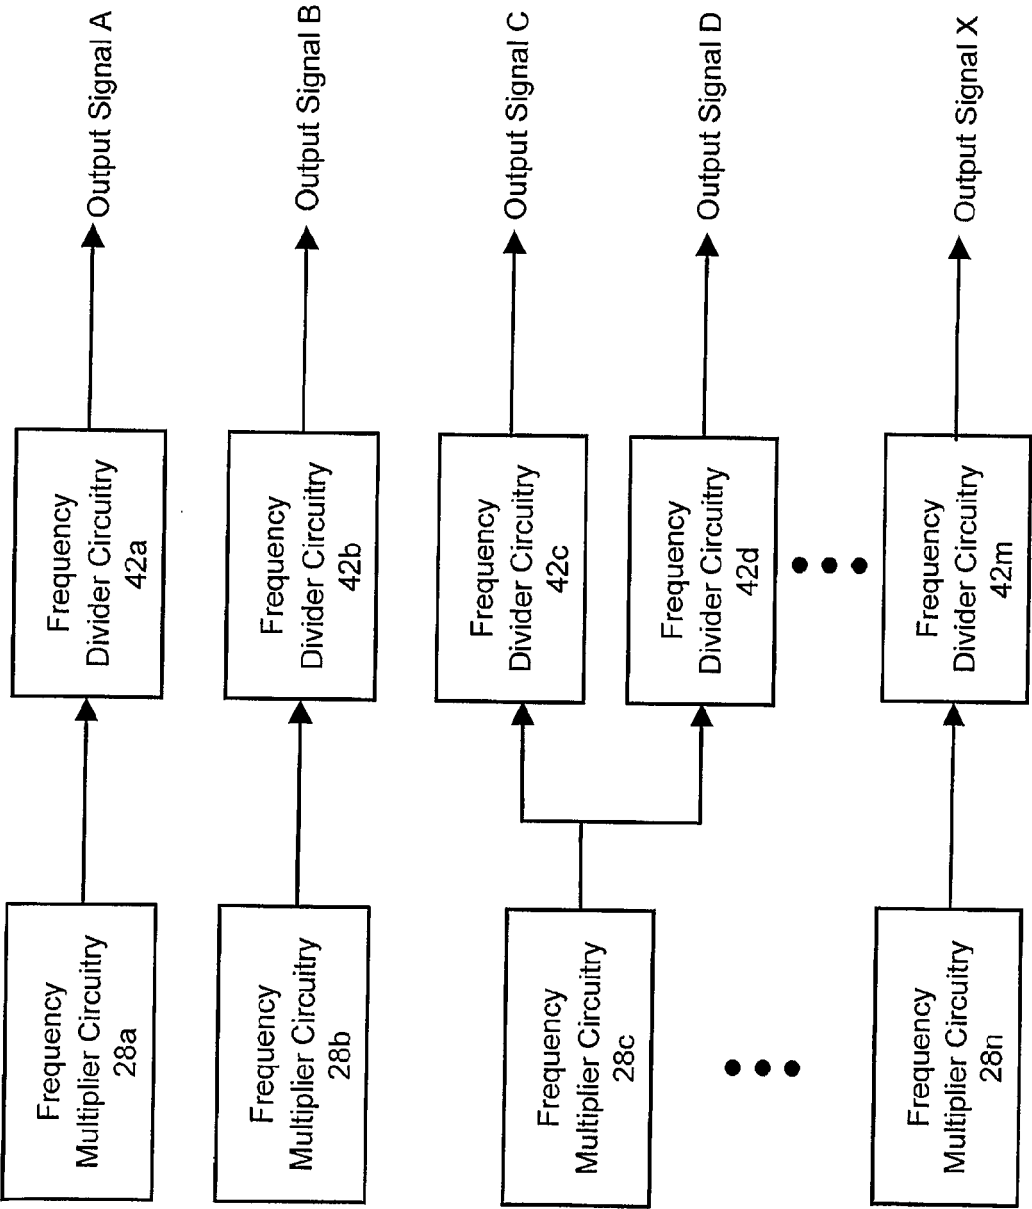 Frequency
Multiplier Circuitry
28a
Frequency
Divider Circuitry
42a
Output Signal A
Frequency
Multiplier Circuitry
28b
Frequency
Divider Circuitry
42b
Output Signal B
Frequency
Multiplier Circuitry
28c
Frequency
Divider Circuitry
42c
Output Signal C
Frequency
Divider Circuitry
42d
Output Signal D
Frequency
Multiplier Circuitry
28n
Frequency
Divider Circuitry
42m
Output Signal X